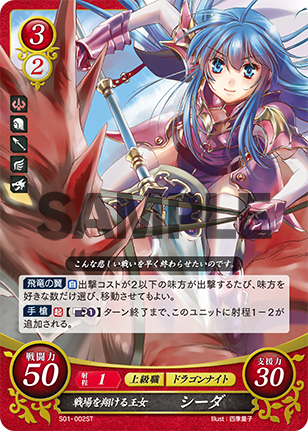 3
2
SAMPLE
こんな悲しい戦いを早く終わらせたいのです。
飛竜の翼 自 出撃コストが2以下の味方が出撃するたび、味方を
好きな数だけ選び、移動させてもよい。
手槍 起 [1] ターン終了まで、このユニットに射程1-2が
追加される。
戦闘力
50
射程 1 上級職 ドラゴンナイト
支援力
30
戦場を翔ける王女 シーダ
S01-002ST
Illust:四季童子